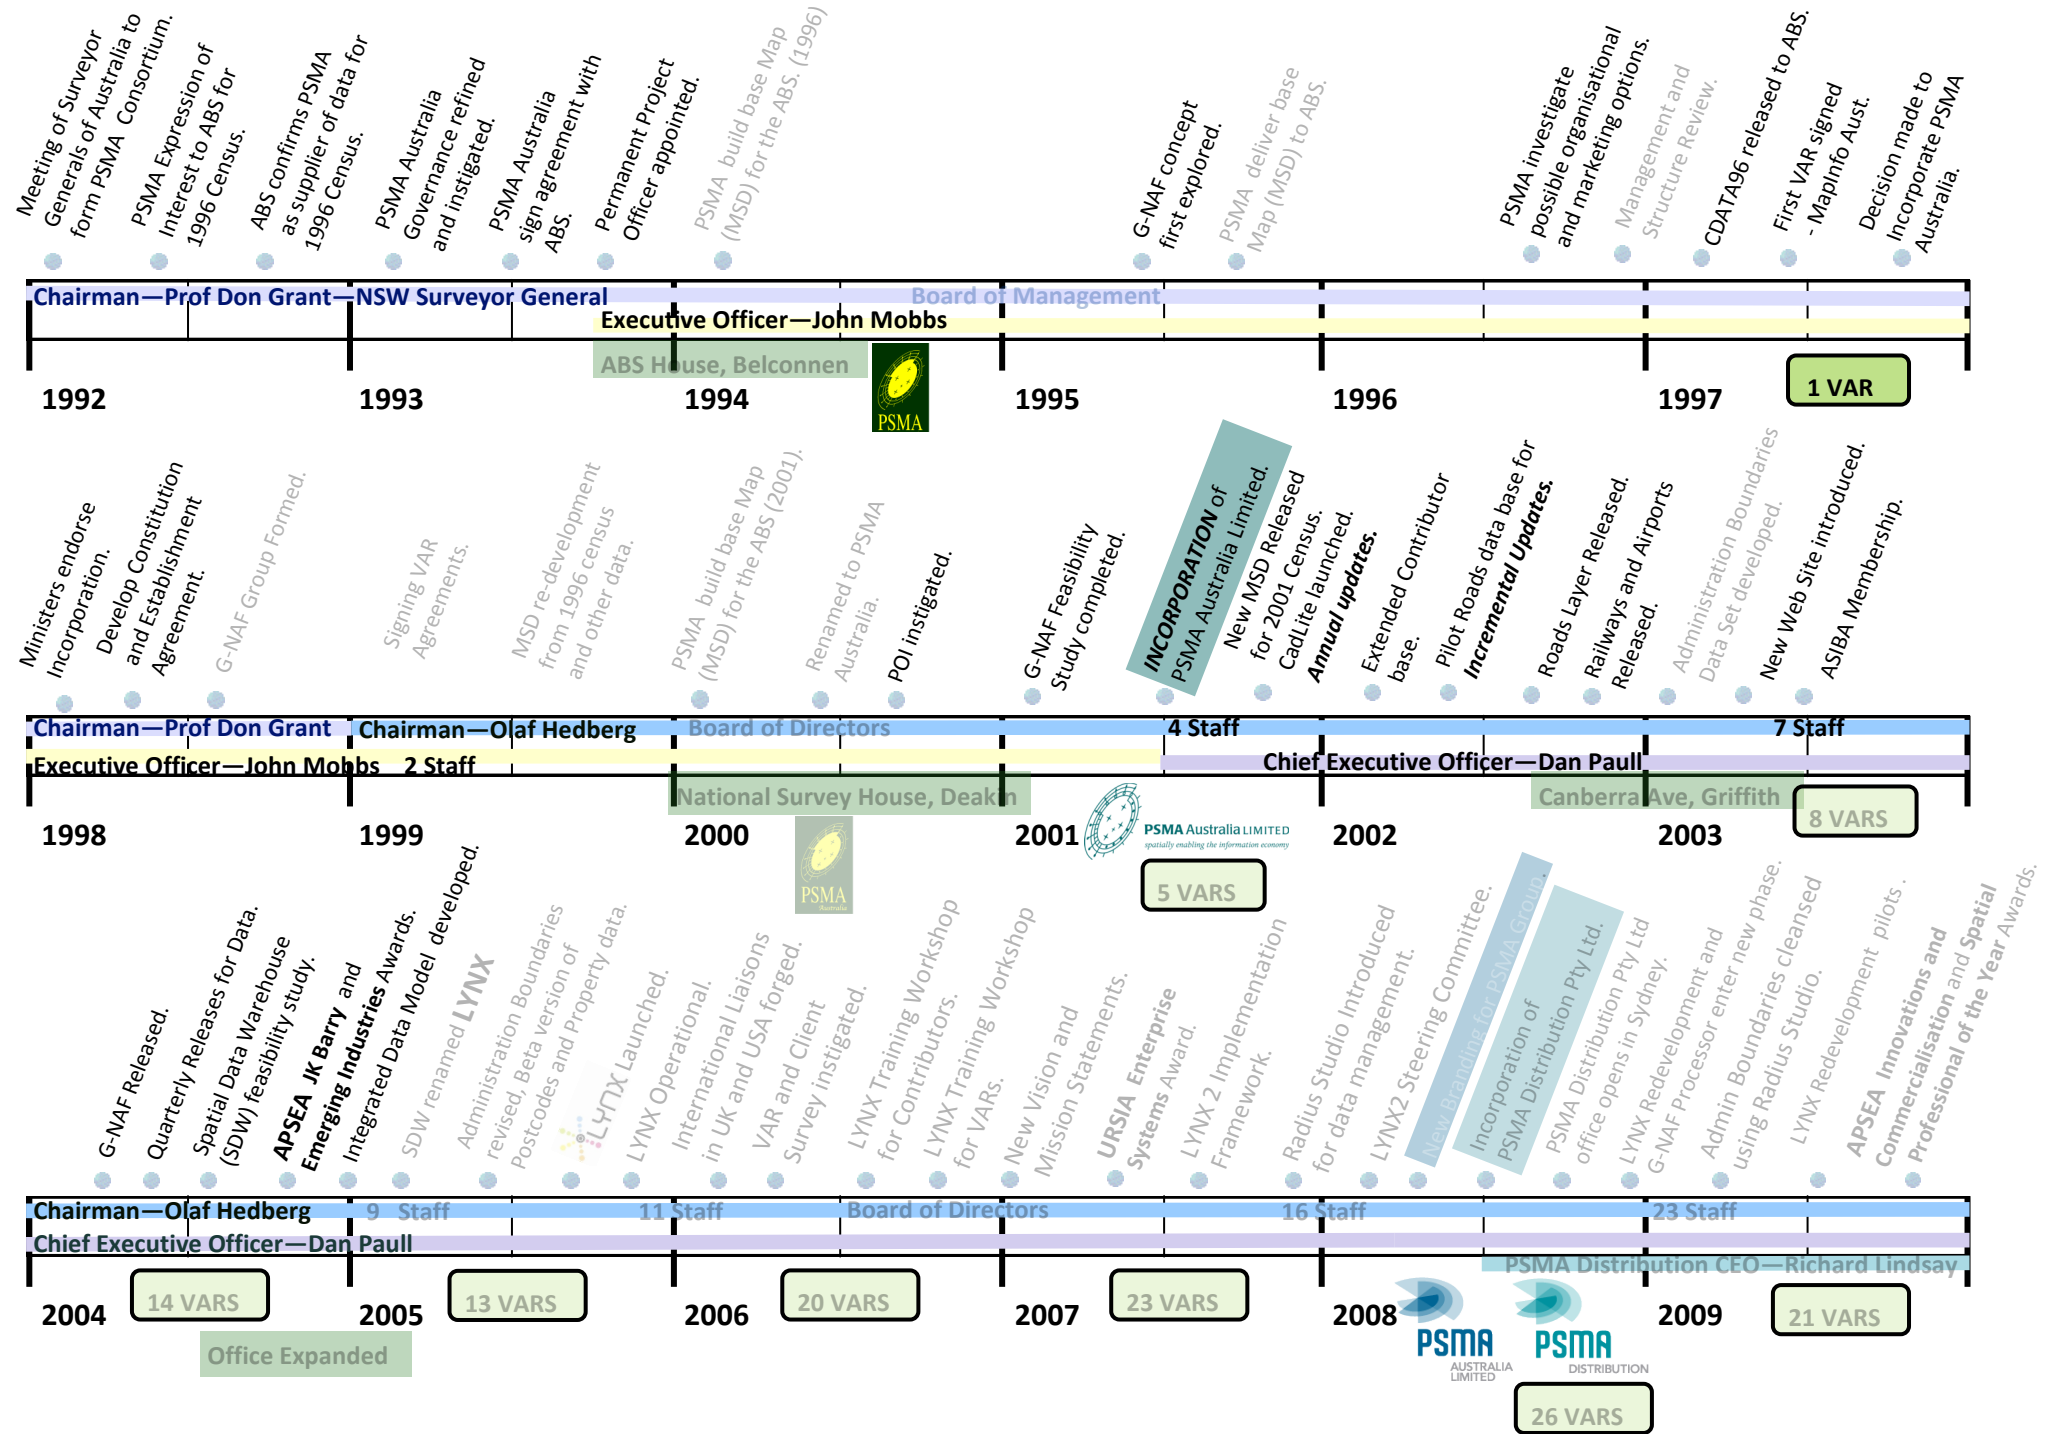 Meeting of Surveyor
Generals of Australia to
form PSMA Consortium.
PSMA Expression of
Interest to ABS for
1996 Census.
ABS confirms PSMA
as supplier of data for
1996 Census.
PSMA Australia
Governance refined
and instigated.
PSMA Australia
sign agreement with
ABS.
Permanent Project
Officer appointed.
PSMA build base Map
(MSD) for the ABS. (1996)
G-NAF concept
first explored.
PSMA deliver base
Map (MSD) to ABS.
PSMA investigate
possible organisational
and marketing options.
Management and
Structure Review.
CDATA96 released to ABS.
First VAR signed
- MapInfo Aust.
Decision made to
Incorporate PSMA
Australia.
Chairman—Prof Don Grant—NSW Surveyor General
Board of Management
Executive Officer—John Mobbs
ABS House, Belconnen
PSMA
1992
1993
1994
1995
1996
1997
1 VAR
Ministers endorse
Incorporation.
Develop Constitution
and Establishment
Agreement.
G-NAF Group Formed.
Signing VAR
Agreements.
MSD re-development
from 1996 census
and other data.
PSMA build base Map
(MSD) for the ABS (2001).
Renamed to PSMA
Australia.
POI instigated.
G-NAF Feasibility
Study completed.
INCORPORATION of
PSMA Australia Limited.
New MSD Released
for 2001 Census.
CadLite launched.
Annual updates.
Extended Contributor
base.
Pilot Roads data base for
Incremental Updates.
Roads Layer Released.
Railways and Airports
Released.
Administration Boundaries
Data Set developed.
New Web Site introduced.
ASIBA Membership.
Chairman—Prof Don Grant
Chairman—Olaf Hedberg
Board of Directors
4 Staff
7 Staff
Executive Officer—John Mobbs
2 Staff
Chief Executive Officer—Dan Paull
National Survey House, Deakin
Canberra Ave, Griffith
1998
1999
2000
2001
2002
2003
PSMA
Australia
PSMA Australia LIMITED
spatially enabling the information economy
5 VARS
8 VARS
G-NAF Released.
Quarterly Releases for Data.
Spatial Data Warehouse
(SDW) feasibility study.
APSEA JK Barry and
Emerging Industries Awards.
Integrated Data Model developed.
SDW renamed LYNX
Administration Boundaries
revised, Beta version of
Postcodes and Property data.
LYNX Launched.
LYNX Operational.
International Liaisons
in UK and USA forged.
VAR and Client
Survey instigated.
LYNX Training Workshop
for Contributors.
LYNX Training Workshop
for VARs.
New Vision and
Mission Statements.
URSIA Enterprise
Systems Award.
LYNX 2 Implementation
Framework.
Radius Studio Introduced
for data management.
LYNX2 Steering Committee.
New Branding for PSMA Group.
Incorporation of
PSMA Distribution Pty Ltd.
PSMA Distribution Pty Ltd
office opens in Sydney.
LYNX Redevelopment and
G-NAF Processor enter new phase.
Admin Boundaries cleansed
using Radius Studio.
LYNX Redevelopment pilots .
APSEA Innovations and
Commercialisation and Spatial
Professional of the Year Awards.
Chairman—Olaf Hedberg
9 Staff
11 Staff
Board of Directors
16 Staff
23 Staff
Chief Executive Officer—Dan Paull
PSMA Distribution CEO—Richard Lindsay
2004
2005
2006
2007
2008
2009
14 VARS
13 VARS
20 VARS
23 VARS
21 VARS
Office Expanded
PSMA
AUSTRALIA
LIMITED
PSMA
DISTRIBUTION
26 VARS